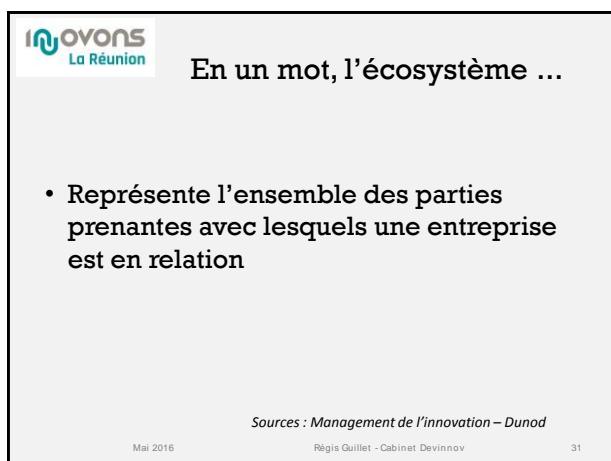 Innovons
La Réunion
En un mot, l'écosystème ...
• Représente l'ensemble des parties
prenantes avec lesquels une entreprise
est en relation
Sources : Management de l'innovation – Dunod
Mai 2016
Régis Guillet - Cabinet Devinnov
31